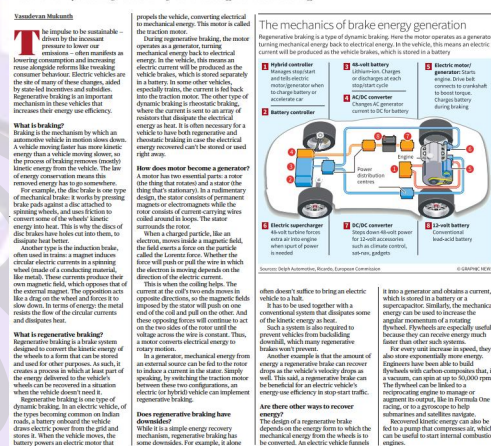 Vasudevan Mukunth
The impulse to be sustainable –
driven by the incessant
pressure to lower our
emissions – often manifests as
lowering consumption and increasing
reuse alongside reforms like tweaking
consumer behaviour. Electric vehicles are
the site of many of these changes, aided
by state-led incentives and subsidies.
Regenerative braking is an important
mechanism in these vehicles that
increases their energy use efficiency.
What is braking?
Braking is the mechanism by which an
automotive vehicle in motion slows down.
A vehicle moving faster has more kinetic
energy than a vehicle moving slower, so
the process of braking removes (mostly)
kinetic energy from the vehicle. The law
of energy conservation means this
removed energy has to go somewhere.
For example, the disc brake is one type
of mechanical brake: it works by pressing
brake pads against a disc attached to
spinning wheels, and uses friction to
convert some of the wheels' kinetic
energy into heat. This is why the discs of
disc brakes have holes cut into them, to
dissipate heat better.
Another type is the induction brake,
often used in trains: a magnet induces
circular electric currents in a spinning
wheel (made of a conducting material,
like metal). These currents produce their
own magnetic field, which opposes that of
the external magnet. The opposition acts
like a drag on the wheel and forces it to
slow down. In terms of energy: the metal
resists the flow of the circular currents
and dissipates heat.
What is regenerative braking?
Regenerative braking is a brake system
designed to convert the kinetic energy of
the wheels to a form that can be stored
and used for other purposes. As such, it
creates a process in which at least part of
the energy delivered to the vehicle's
wheels can be recovered in a situation
when the vehicle doesn't need it.
Regenerative braking is one type of
dynamic braking. In an electric vehicle, of
the types becoming common on Indian
roads, a battery onboard the vehicle
draws electric power from the grid and
stores it. When the vehicle moves, the
battery powers an electric motor that
propels the vehicle, converting electrical
to mechanical energy. This motor is called
the traction motor.
During regenerative braking, the motor
operates as a generator, turning
mechanical energy back to electrical
energy. In the vehicle, this means an
electric current will be produced as the
vehicle brakes, which is stored separately
in a battery. In some other vehicles,
especially trains, the current is fed back
into the traction motor. The other type of
dynamic braking is rheostatic braking,
where the current is sent to an array of
resistors that dissipate the electrical
energy as heat. It is often necessary for a
vehicle to have both regenerative and
rheostatic braking in case the electrical
energy recovered can't be stored or used
right away.
How does motor become a generator?
A motor has two essential parts: a rotor
(the thing that rotates) and a stator (the
thing that's stationary). In a rudimentary
design, the stator consists of permanent
magnets or electromagnets while the
rotor consists of current-carrying wires
coiled around in loops. The stator
surrounds the rotor.
When a charged particle, like an
electron, moves inside a magnetic field,
the field exerts a force on the particle
called the Lorentz force. Whether the
force will push or pull the wire in which
the electron is moving depends on the
direction of the electric current.
This is when the coiling helps. The
current at the coil's two ends moves in
opposite directions, so the magnetic fields
imposed by the stator will push on one
end of the coil and pull on the other. And
these opposing forces will continue to act
on the two sides of the rotor until the
voltage across the wire is constant. Thus,
a motor converts electrical energy to
rotary motion.
In a generator, mechanical energy from
an external source can be fed to the rotor
to induce a current in the stator. Simply
speaking, by switching the traction motor
between these two configurations, an
electric (or hybrid) vehicle can implement
regenerative braking.
Does regenerative braking have
downsides?
While it is a simple energy recovery
mechanism, regenerative braking has
some downsides. For example, it alone
The mechanics of brake energy generation
Regenerative braking is a type of dynamic braking. Here the motor operates as a generator,
turning mechanical energy back to electrical. In the vehicle, this means an electric
current will be produced as the vehicle brakes, which is stored in a battery
1 Hybrid controller
Manages stop/start
and tells electric
motor/generator when
to charge battery or
accelerate car
2 Battery controller
3 48-volt battery
Lithium-ion. Charges
or discharges at each
stop/start cycle
4 AC/DC converter
Changes AC generator
current to DC for battery
5 Electric motor/
generator: Starts
engine. Drive belt
connects to crankshaft
to boost torque.
Charges battery
during braking
Engine
Power
distribution
centres
6 Electric supercharger
48-volt turbine forces
extra air into engine
when spurt of power
is needed
7 DC/DC converter
Steps down 48-volt power
for 12-volt accessories
such as climate control,
sat-nav, gadgets
8 12-volt battery
Conventional
lead-acid battery
Sources: Delph Automotive, Ricardo, European Commission
© GRAPHIC NEWS
often doesn't suffice to bring an electric
vehicle to a halt.
It has to be used together with a
conventional system that dissipates some
of the kinetic energy as heat.
Such a system is also required to
prevent vehicles from backsliding
downhill, which many regenerative
brakes won't prevent.
Another example is that the amount of
energy a regenerative brake can recover
drops as the vehicle's velocity drops as
well. This said, a regenerative brake can
be beneficial for an electric vehicle's
energy-use efficiency in stop-start traffic.
Are there other ways to recover
energy?
The design of a regenerative brake
depends on the energy form to which the
mechanical energy from the wheels is to
be converted. An electric vehicle funnels
it into a generator and obtains a current,
which is stored in a battery or a
supercapacitor. Similarly, the mechanical
energy can be used to increase the
angular momentum of a rotating
flywheel. Flywheels are especially useful
because they can receive energy much
faster than other such systems.
For every unit increase in speed, they
also store exponentially more energy.
Engineers have been able to build
flywheels with carbon composites that, in
a vacuum, can spin at up to 50,000 rpm.
The flywheel can be linked to a
reciprocating engine to manage or
augment its output, like in Formula One
racing, or to a gyroscope to help
submarines and satellites navigate.
Recovered kinetic energy can also be
fed to a pump that compresses air, which
can be useful to start internal combustion
engines.